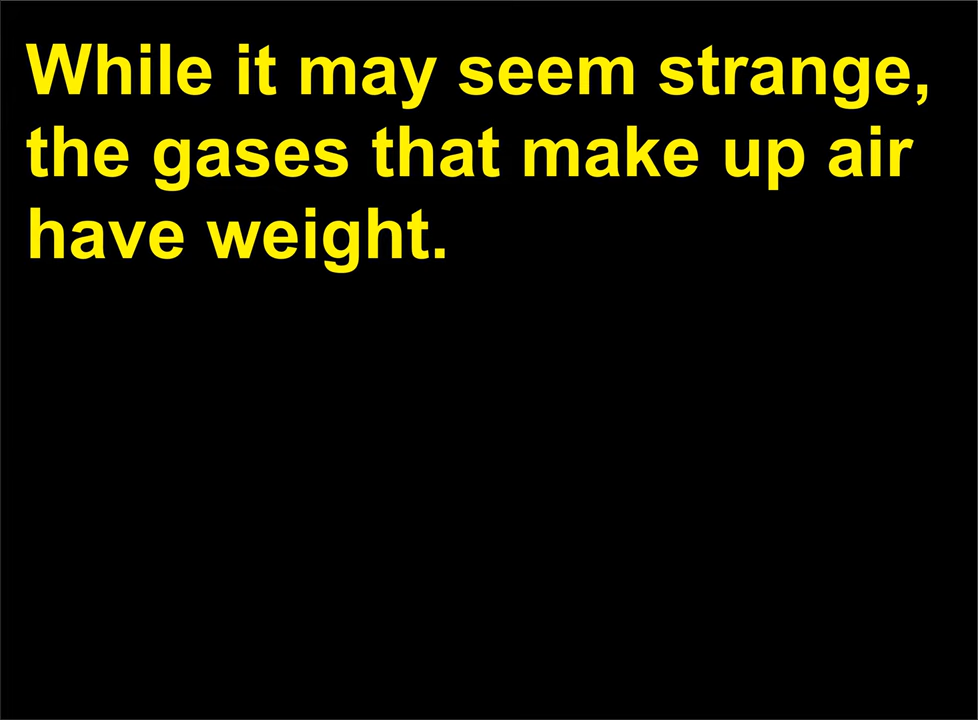 While it may seem strange,
the gases that make up air
have weight.